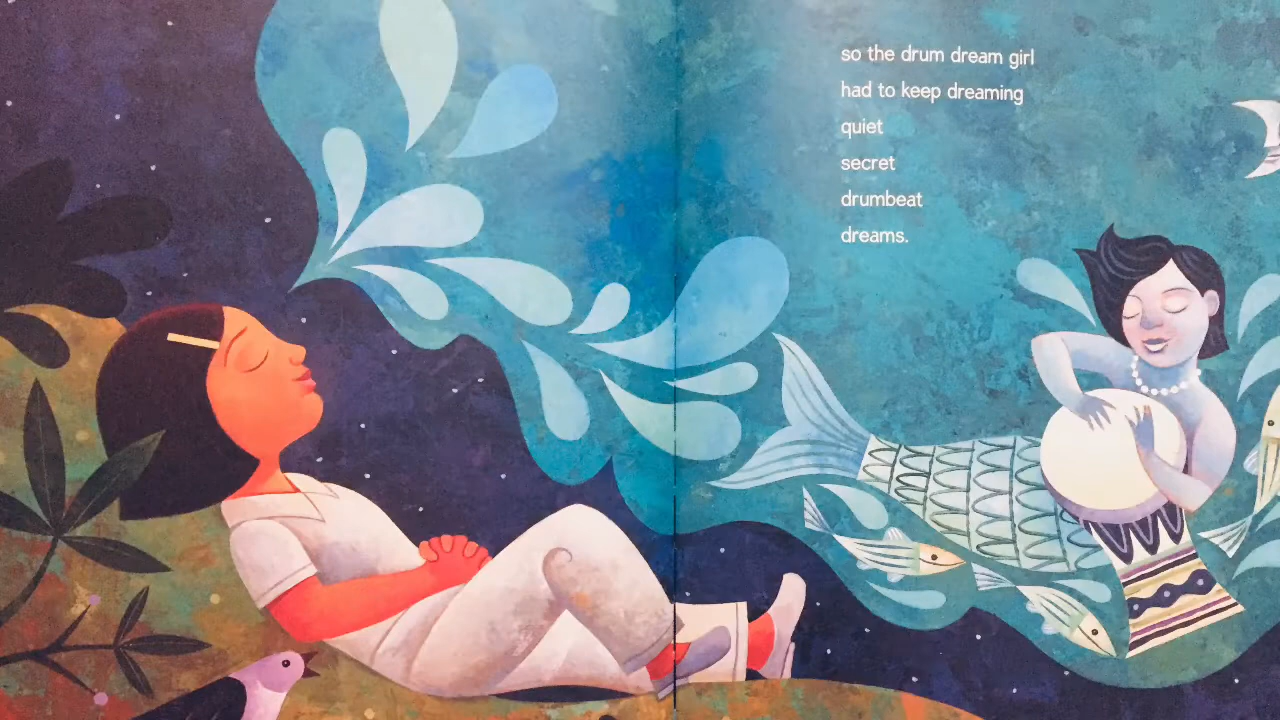 so the drum dream girl
had to keep dreaming
quiet
secret
drumbeat
dreams.